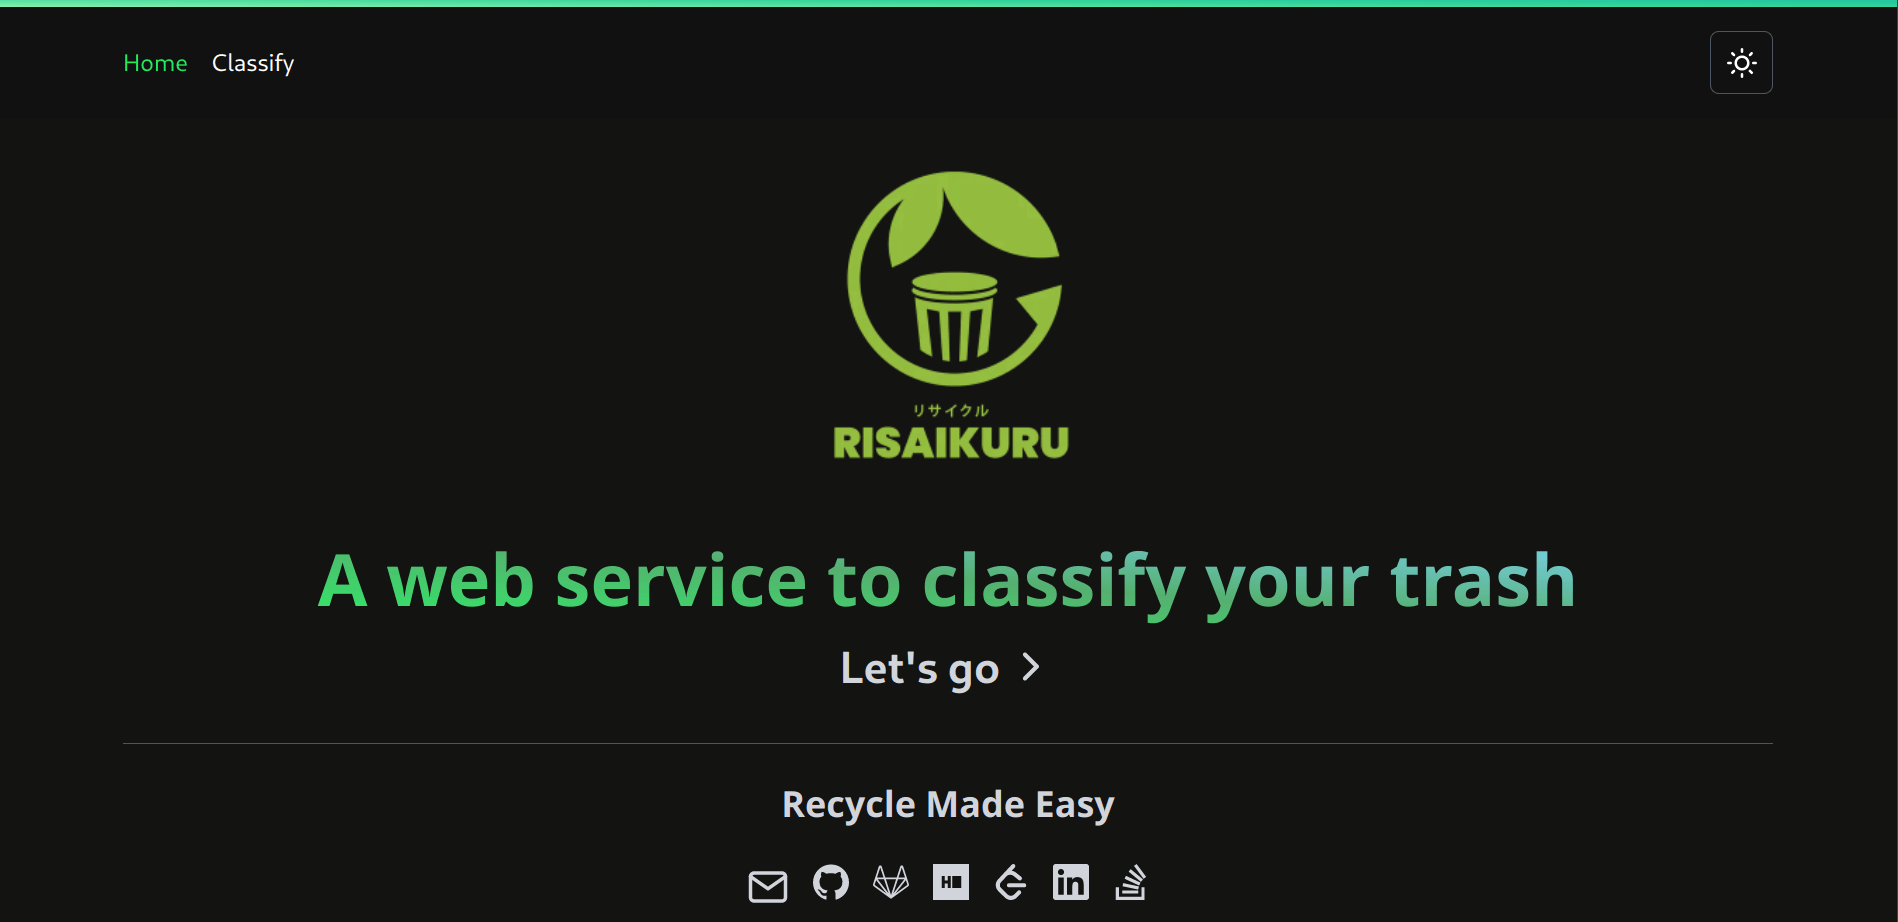 Home Classify
リサイクル
RISAIKURU
A web service to classify your trash
Let's go
Recycle Made Easy
in